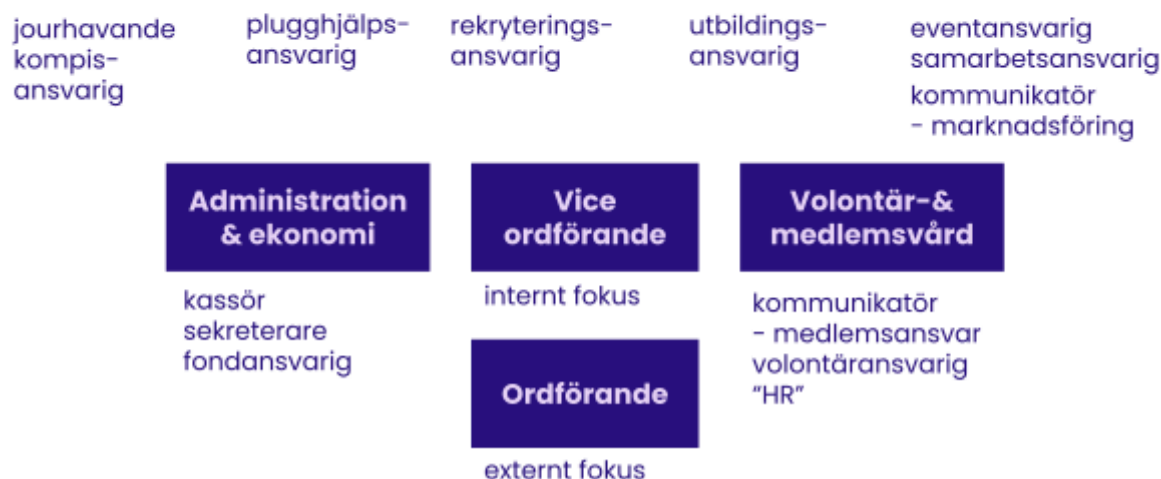 jourhavande
kompis-
ansvarig
plugghjälps-
ansvarig
rekryterings-
ansvarig
utbildings-
ansvarig
eventansvarig
samarbetsansvarig
kommunikatör
- marknadsföring
Administration
& ekonomi
kassör
sekreterare
fondansvarig
Vice
ordförande
internt fokus
Volontär-&
medlemsvård
kommunikatör
- medlemsansvar
volontäransvarig
“HR”
Ordförande
externt fokus